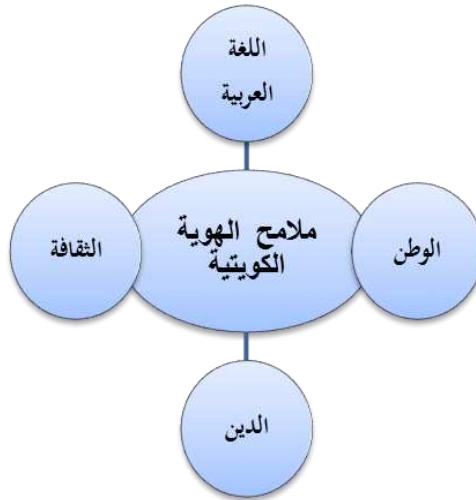 اللغة
العربية
ملامح الهوية
الكويتية
الوطن
الثقافة
الدين